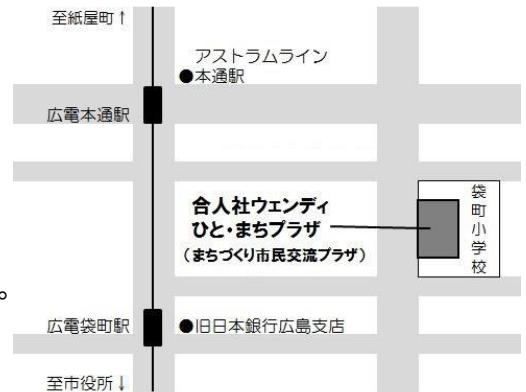 至紙屋町↑
アストラムライン
●本通駅
広電本通駅
合人社ウェンディ
ひと・まちプラザ
（まちづくり市民交流プラザ）
袋町小学校
。
広電袋町駅
●旧日本銀行広島支店
至市役所↓